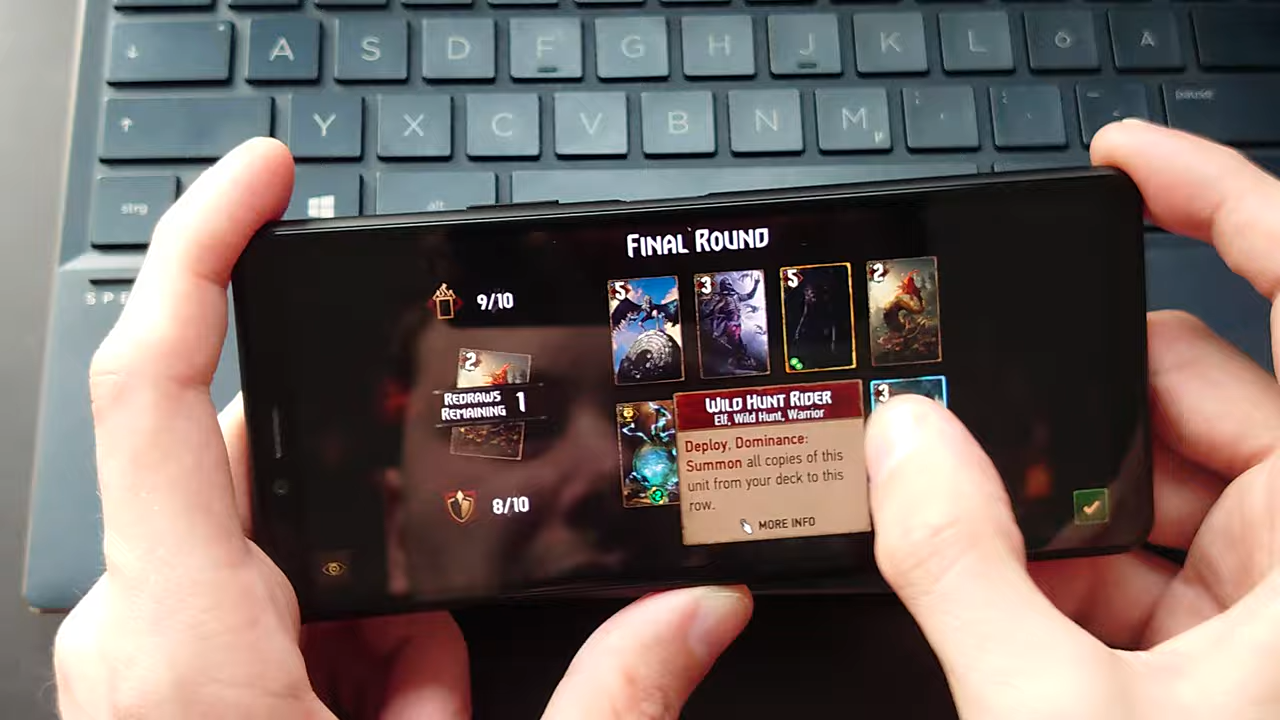 A S D F G H J K L Ö Ä
Y X C V B N M µ
pause
strg
alt
SPE
FINAL ROUND
9/10
5 3 5 2
2
REDRAWS
REMAINING 1
8/10
3
WILD HUNT RIDER
Elf, Wild Hunt, Warrior
Deploy, Dominance:
Summon all copies of this
unit from your deck to this
row.
MORE INFO